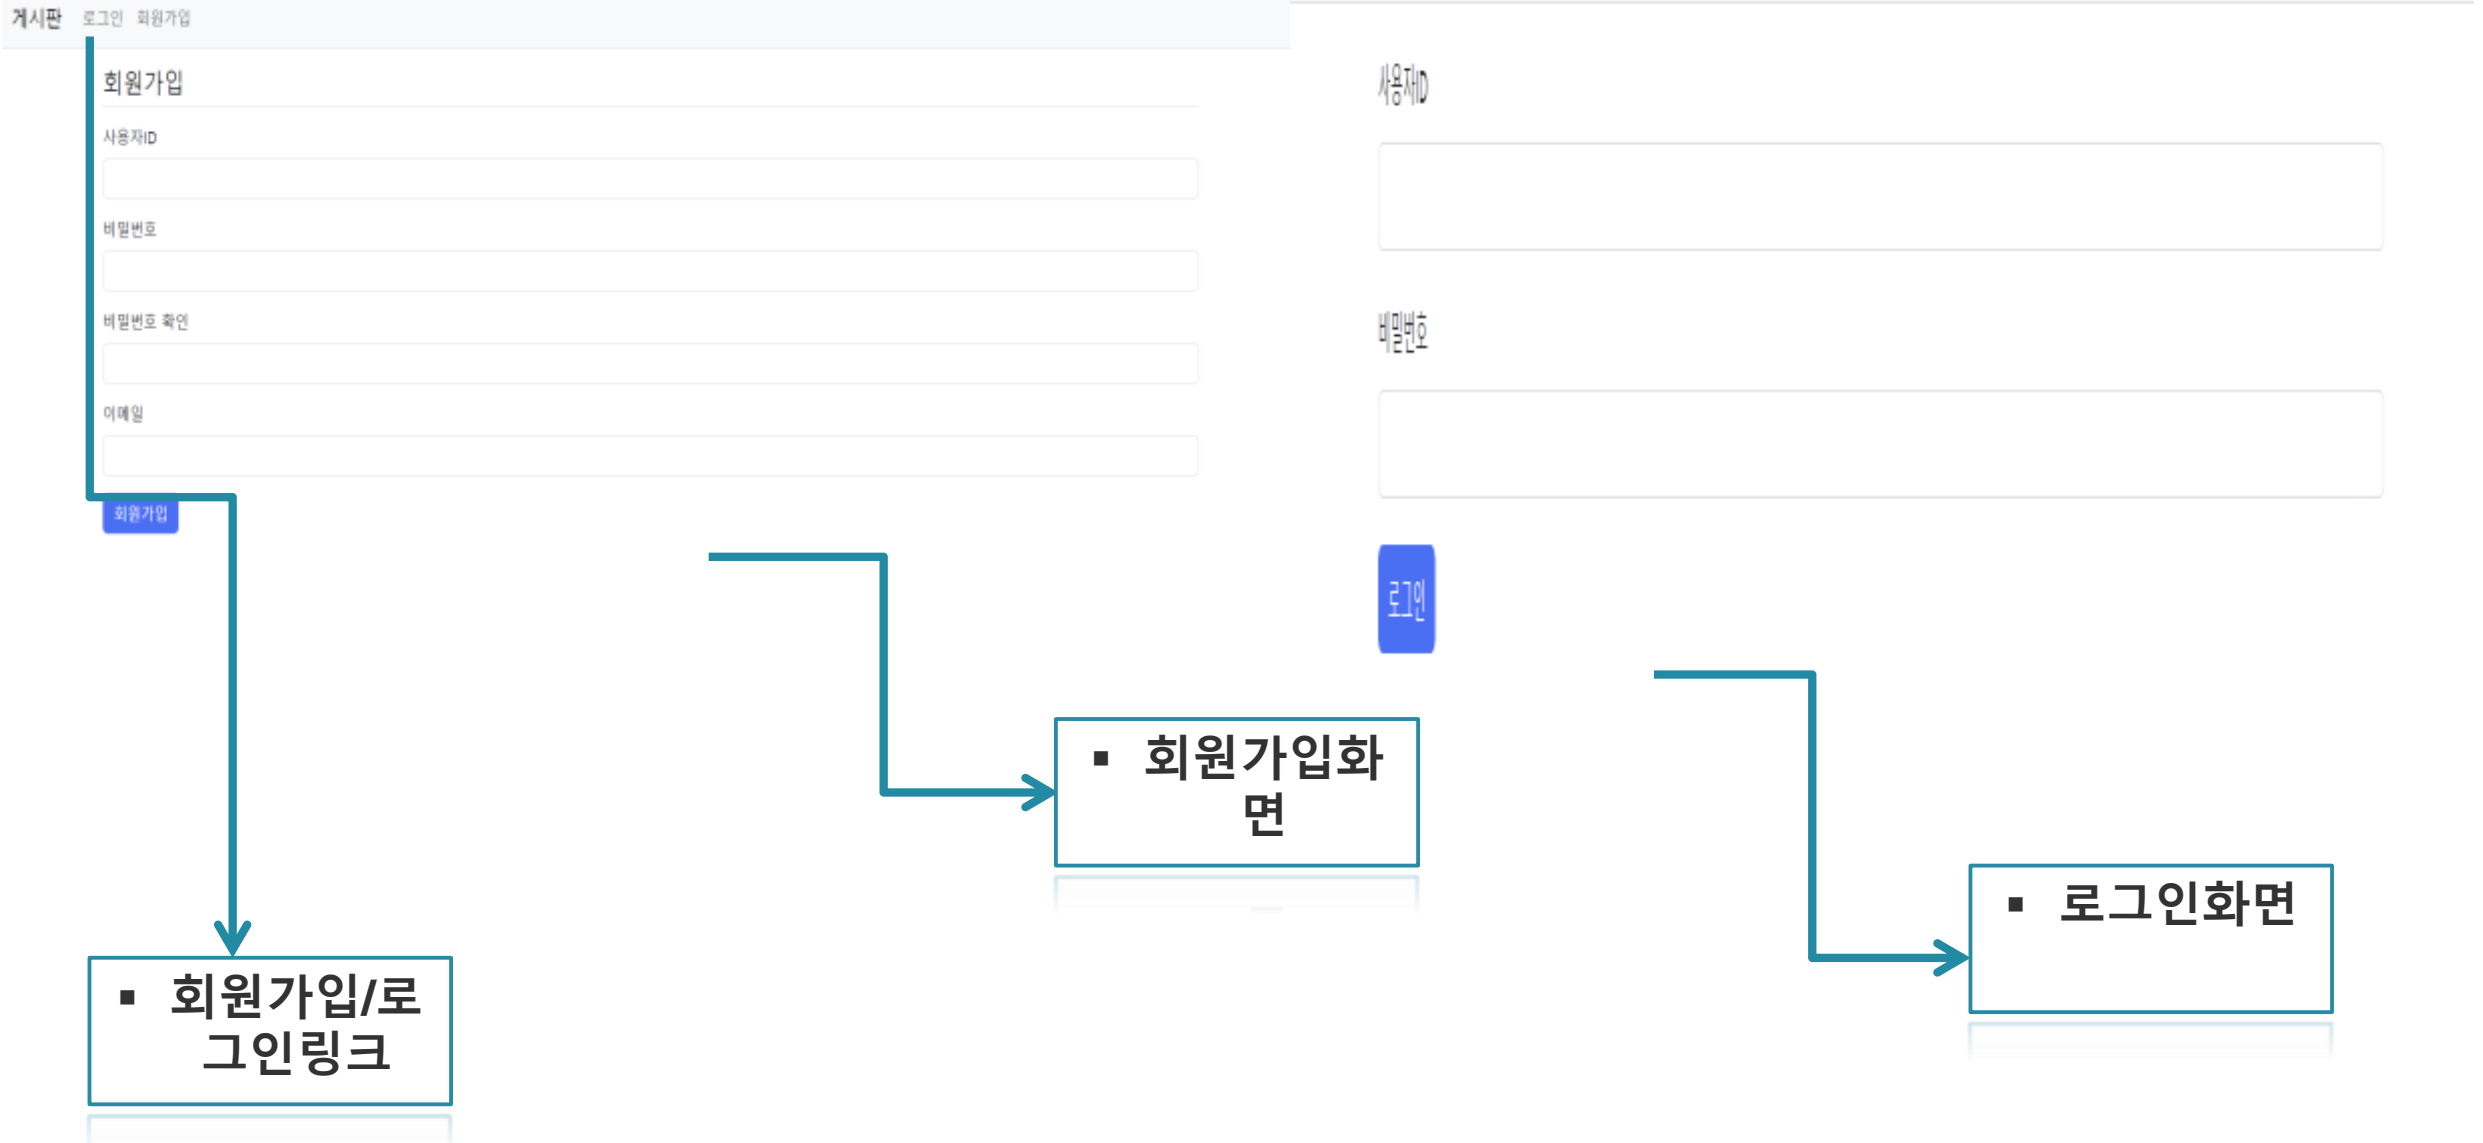 게시판 로그인 회원가입
회원가입
사용자ID
비밀번호
비밀번호 확인
이메일
회원가입
사용자ID
비밀번호
로그인
▪ 회원가입화
면
▪ 로그인화면
▪ 회원가입/로
그인링크